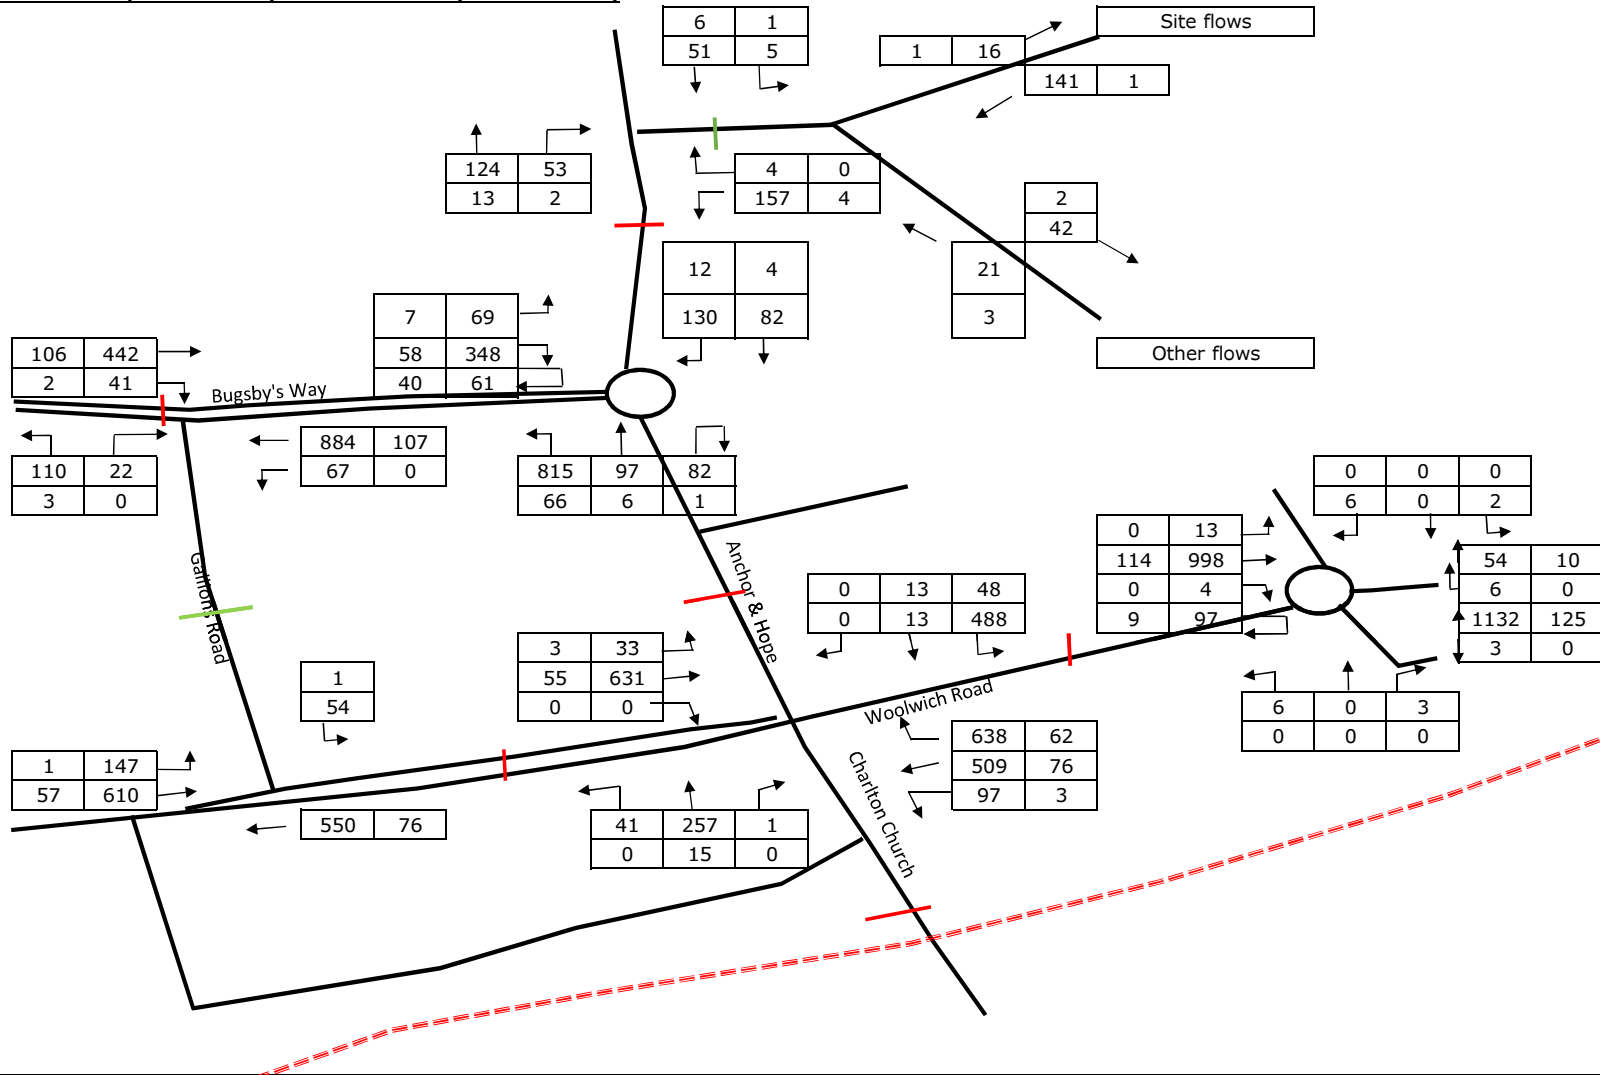 6 1
51 5
Site flows
1 16
141 1
124 53
13 2
4 0
157 4
2
42
21
3
12 4
130 82
Other flows
7 69
58 348
40 61
106 442
2 41
Bugsby's Way
884 107
67 0
110 22
3 0
815 97 82
66 6 1
0 0 0
6 0 2
0 13
114 998
0 4
9 97
54 10
6 0
1132 125
3 0
Gallions Road
Anchor & Hope
0 13 48
0 13 488
3 33
55 631
0 0
1
54
Woolwich Road
6 0 3
0 0 0
638 62
509 76
97 3
1 147
57 610
550 76
41 257 1
0 15 0
Charlton Church